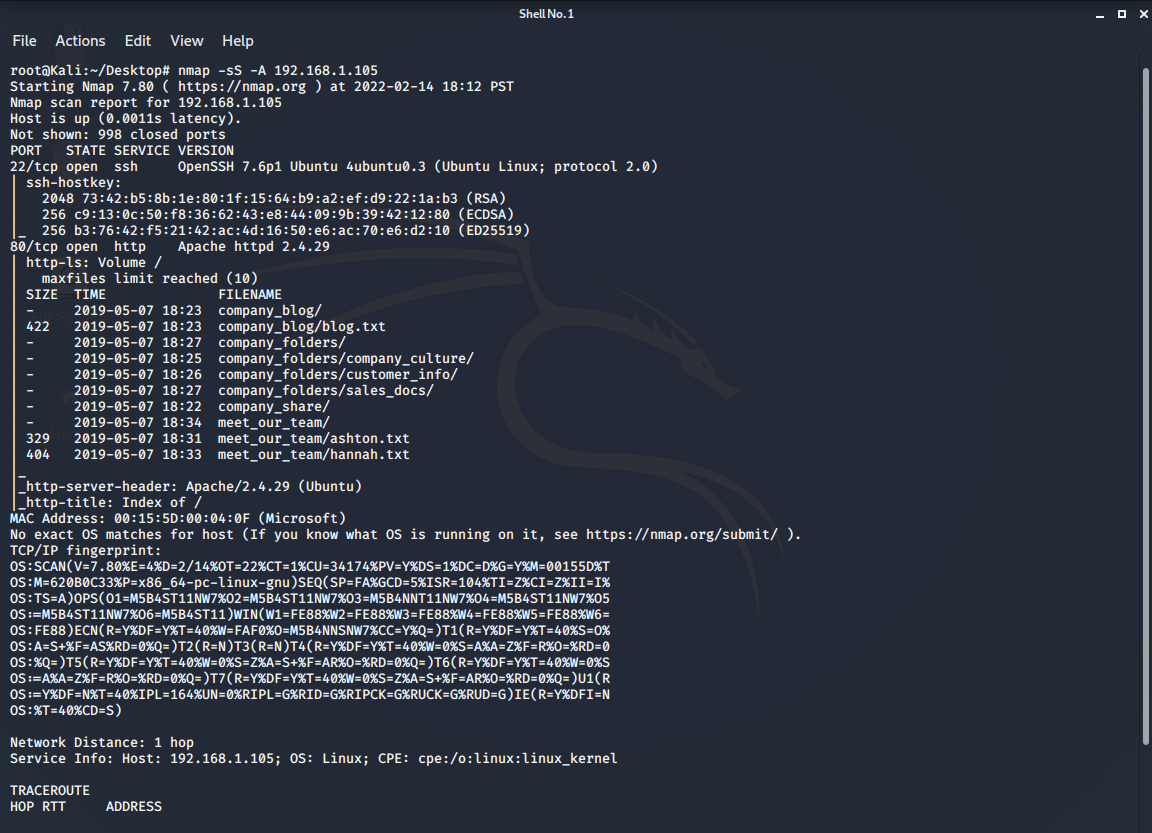 Shell No.1
File Actions Edit View Help
root@Kali:~/Desktop# nmap -sS -A 192.168.1.105
Starting Nmap 7.80 ( https://nmap.org ) at 2022-02-14 18:12 PST
Nmap scan report for 192.168.1.105
Host is up (0.0011s latency).
Not shown: 998 closed ports
PORT   STATE SERVICE VERSION
22/tcp open  ssh     OpenSSH 7.6p1 Ubuntu 4ubuntu0.3 (Ubuntu Linux; protocol 2.0)
| ssh-hostkey:
|   2048 73:42:b5:8b:1e:80:1f:15:64:b9:a2:ef:d9:22:1a:b3 (RSA)
|   256 c9:13:0c:50:f8:36:62:43:e8:44:09:9b:39:42:12:80 (ECDSA)
|_  256 b3:76:42:f5:21:42:ac:4d:16:50:e6:ac:70:e6:d2:10 (ED25519)
80/tcp open  http    Apache httpd 2.4.29
| http-ls: Volume /
|   maxfiles limit reached (10)
| SIZE  TIME              FILENAME
| -     2019-05-07 18:23  company_blog/
| 422   2019-05-07 18:23  company_blog/blog.txt
| -     2019-05-07 18:27  company_folders/
| -     2019-05-07 18:25  company_folders/company_culture/
| -     2019-05-07 18:26  company_folders/customer_info/
| -     2019-05-07 18:27  company_folders/sales_docs/
| -     2019-05-07 18:22  company_share/
| -     2019-05-07 18:34  meet_our_team/
| 329   2019-05-07 18:31  meet_our_team/ashton.txt
| 404   2019-05-07 18:33  meet_our_team/hannah.txt
|_
|_http-server-header: Apache/2.4.29 (Ubuntu)
|_http-title: Index of /
MAC Address: 00:15:5D:00:04:0F (Microsoft)
No exact OS matches for host (If you know what OS is running on it, see https://nmap.org/submit/ ).
TCP/IP fingerprint:
OS:SCAN(V=7.80%E=4%D=2/14%OT=22%CT=1%CU=34174%PV=Y%DS=1%DC=D%G=Y%M=00155D%T
OS:M=620B0C33%P=x86_64-pc-linux-gnu)SEQ(SP=FA%GCD=5%ISR=104%TI=Z%CI=Z%II=I%
OS:TS=A)OPS(O1=M5B4ST11NW7%O2=M5B4ST11NW7%O3=M5B4NNT11NW7%O4=M5B4ST11NW7%O5
OS:=M5B4ST11NW7%O6=M5B4ST11)WIN(W1=FE88%W2=FE88%W3=FE88%W4=FE88%W5=FE88%W6=
OS:FE88)ECN(R=Y%DF=Y%T=40%W=FAF0%O=M5B4NNSNW7%CC=Y%Q=)T1(R=Y%DF=Y%T=40%S=O%
OS:A=S+%F=AS%RD=0%Q=)T2(R=N)T3(R=N)T4(R=Y%DF=Y%T=40%W=0%S=A%A=Z%F=R%O=%RD=0
OS:%Q=)T5(R=Y%DF=Y%T=40%W=0%S=Z%A=S+%F=AR%O=%RD=0%Q=)T6(R=Y%DF=Y%T=40%W=0%S
OS:=A%A=Z%F=R%O=%RD=0%Q=)T7(R=Y%DF=Y%T=40%W=0%S=Z%A=S+%F=AR%O=%RD=0%Q=)U1(R
OS:=Y%DF=N%T=40%IPL=164%UN=0%RIPL=G%RID=G%RIPCK=G%RUCK=G%RUD=G)IE(R=Y%DFI=N
OS:%T=40%CD=S)
Network Distance: 1 hop
Service Info: Host: 192.168.1.105; OS: Linux; CPE: cpe:/o:linux:linux_kernel
TRACEROUTE
HOP RTT     ADDRESS